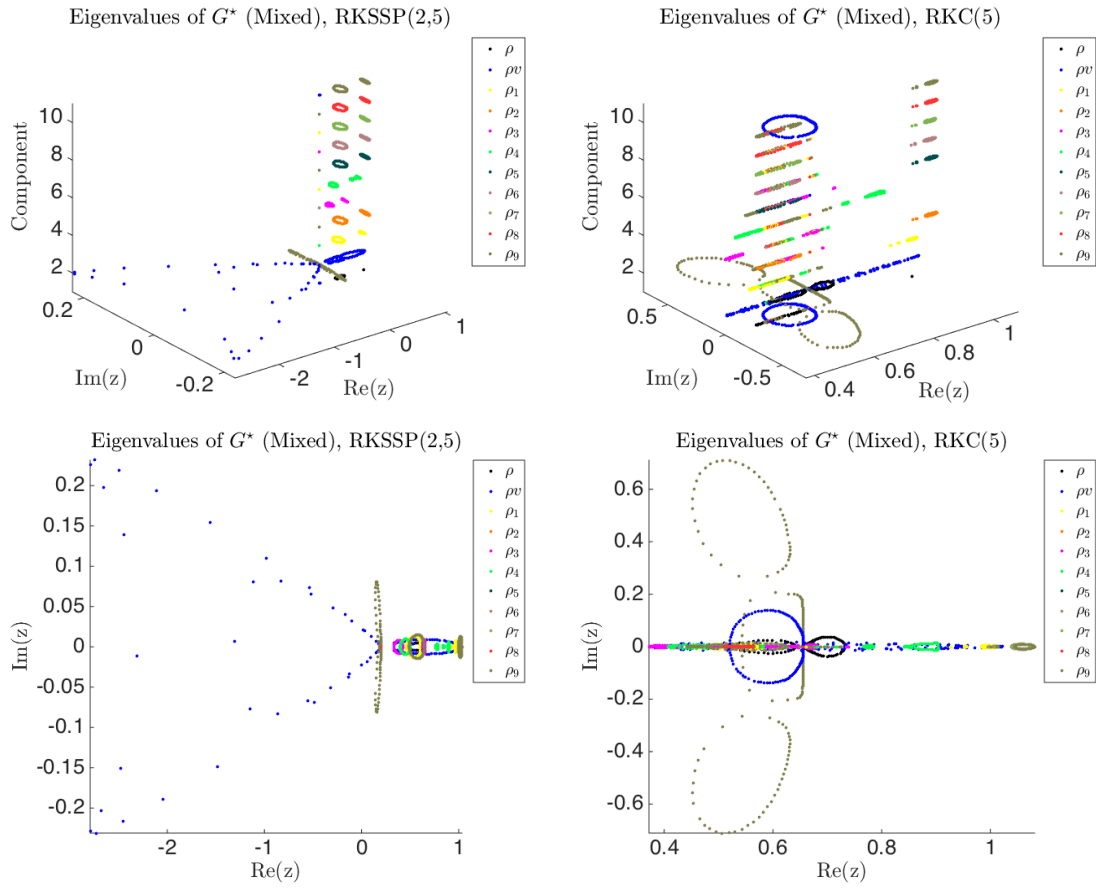 Eigenvalues of G⋆ (Mixed), RKSSP(2,5)
Component
10
8
6
4
2
0.2
0
-0.2
Im(z)
-2
-1
0
1
Re(z)
ρ
ρv
ρ1
ρ2
ρ3
ρ4
ρ5
ρ6
ρ7
ρ8
ρ9
Eigenvalues of G⋆ (Mixed), RKC(5)
Component
10
8
6
4
2
0.5
0
-0.5
Im(z)
0.4
0.6
0.8
1
Re(z)
ρ
ρv
ρ1
ρ2
ρ3
ρ4
ρ5
ρ6
ρ7
ρ8
ρ9
Eigenvalues of G⋆ (Mixed), RKSSP(2,5)
Im(z)
0.2
0.15
0.1
0.05
0
-0.05
-0.1
-0.15
-0.2
-2
-1
0
1
Re(z)
ρ
ρv
ρ1
ρ2
ρ3
ρ4
ρ5
ρ6
ρ7
ρ8
ρ9
Eigenvalues of G⋆ (Mixed), RKC(5)
Im(z)
0.6
0.4
0.2
0
-0.2
-0.4
-0.6
0.4
0.6
0.8
1
Re(z)
ρ
ρv
ρ1
ρ2
ρ3
ρ4
ρ5
ρ6
ρ7
ρ8
ρ9